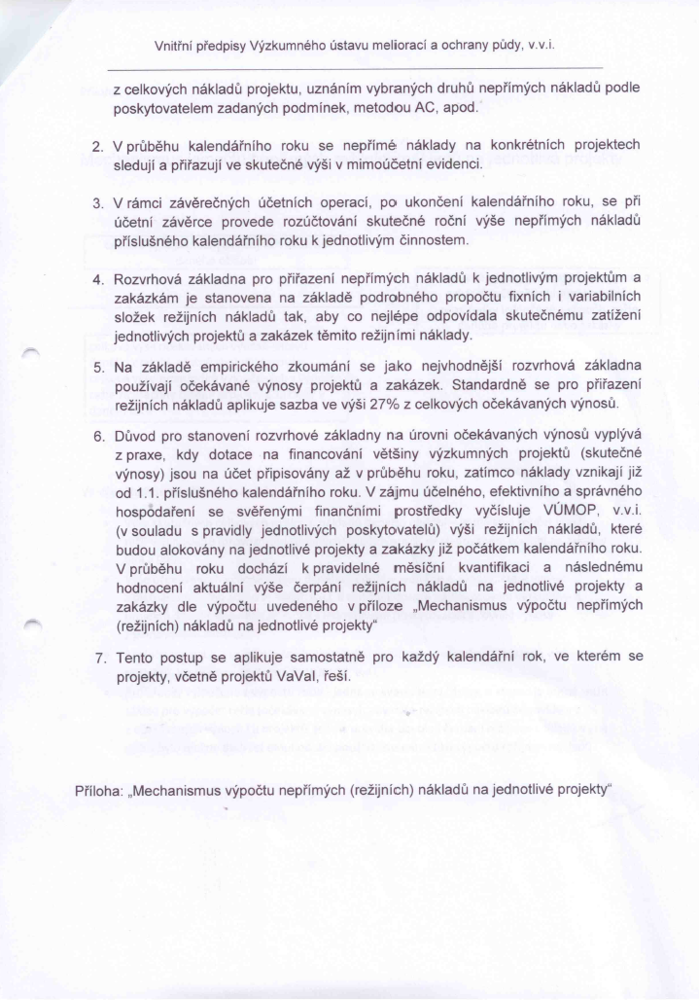 Vnitřní předpisy Výzkumného ústavu meliorací a ochrany půdy, v.v.i.
z celkových nákladů projektu, uznáním vybraných druhů nepřímých nákladů podle
poskytovatelem zadaných podmínek, metodou AC, apod.
2. V průběhu kalendářního roku se nepřímé náklady na konkrétních projektech
sledují a přiřazují ve skutečné výši v mimoúčetní evidenci.
3. V rámci závěrečných účetních operací, po ukončení kalendářního roku, se při
účetní závěrce provede rozúčtování skutečné roční výše nepřímých nákladů
příslušného kalendářního roku k jednotlivým činnostem.
4. Rozvrhová základna pro přiřazení nepřímých nákladů k jednotlivým projektům a
zakázkám je stanovena na základě podrobného propočtu fixních i variabilních
složek režijních nákladů tak, aby co nejlépe odpovídala skutečnému zatížení
jednotlivých projektů a zakázek těmito režijními náklady.
5. Na základě empirického zkoumání se jako nejvhodnější rozvrhová základna
používají očekávané výnosy projektů a zakázek. Standardně se pro přiřazení
režijních nákladů aplikuje sazba ve výši 27% z celkových očekávaných výnosů.
6. Důvod pro stanovení rozvrhové základny na úrovni očekávaných výnosů vyplývá
z praxe, kdy dotace na financování většiny výzkumných projektů (skutečné
výnosy) jsou na účet připisovány až v průběhu roku, zatímco náklady vznikají již
od 1.1. příslušného kalendářního roku. V zájmu účelného, efektivního a správného
hospodaření se svěřenými finančními prostředky vyčísluje VÚMOP, v.v.i.
(v souladu s pravidly jednotlivých poskytovatelů) výši režijních nákladů, které
budou alokovány na jednotlivé projekty a zakázky již počátkem kalendářního roku.
V průběhu roku dochází k pravidelné měsíční kvantifikaci a následnému
hodnocení aktuální výše čerpání režijních nákladů na jednotlivé projekty a
zakázky dle výpočtu uvedeného v příloze „Mechanismus výpočtu nepřímých
(režijních) nákladů na jednotlivé projekty“
7. Tento postup se aplikuje samostatně pro každý kalendářní rok, ve kterém se
projekty, včetně projektů VaVaI, řeší.
Příloha: „Mechanismus výpočtu nepřímých (režijních) nákladů na jednotlivé projekty“